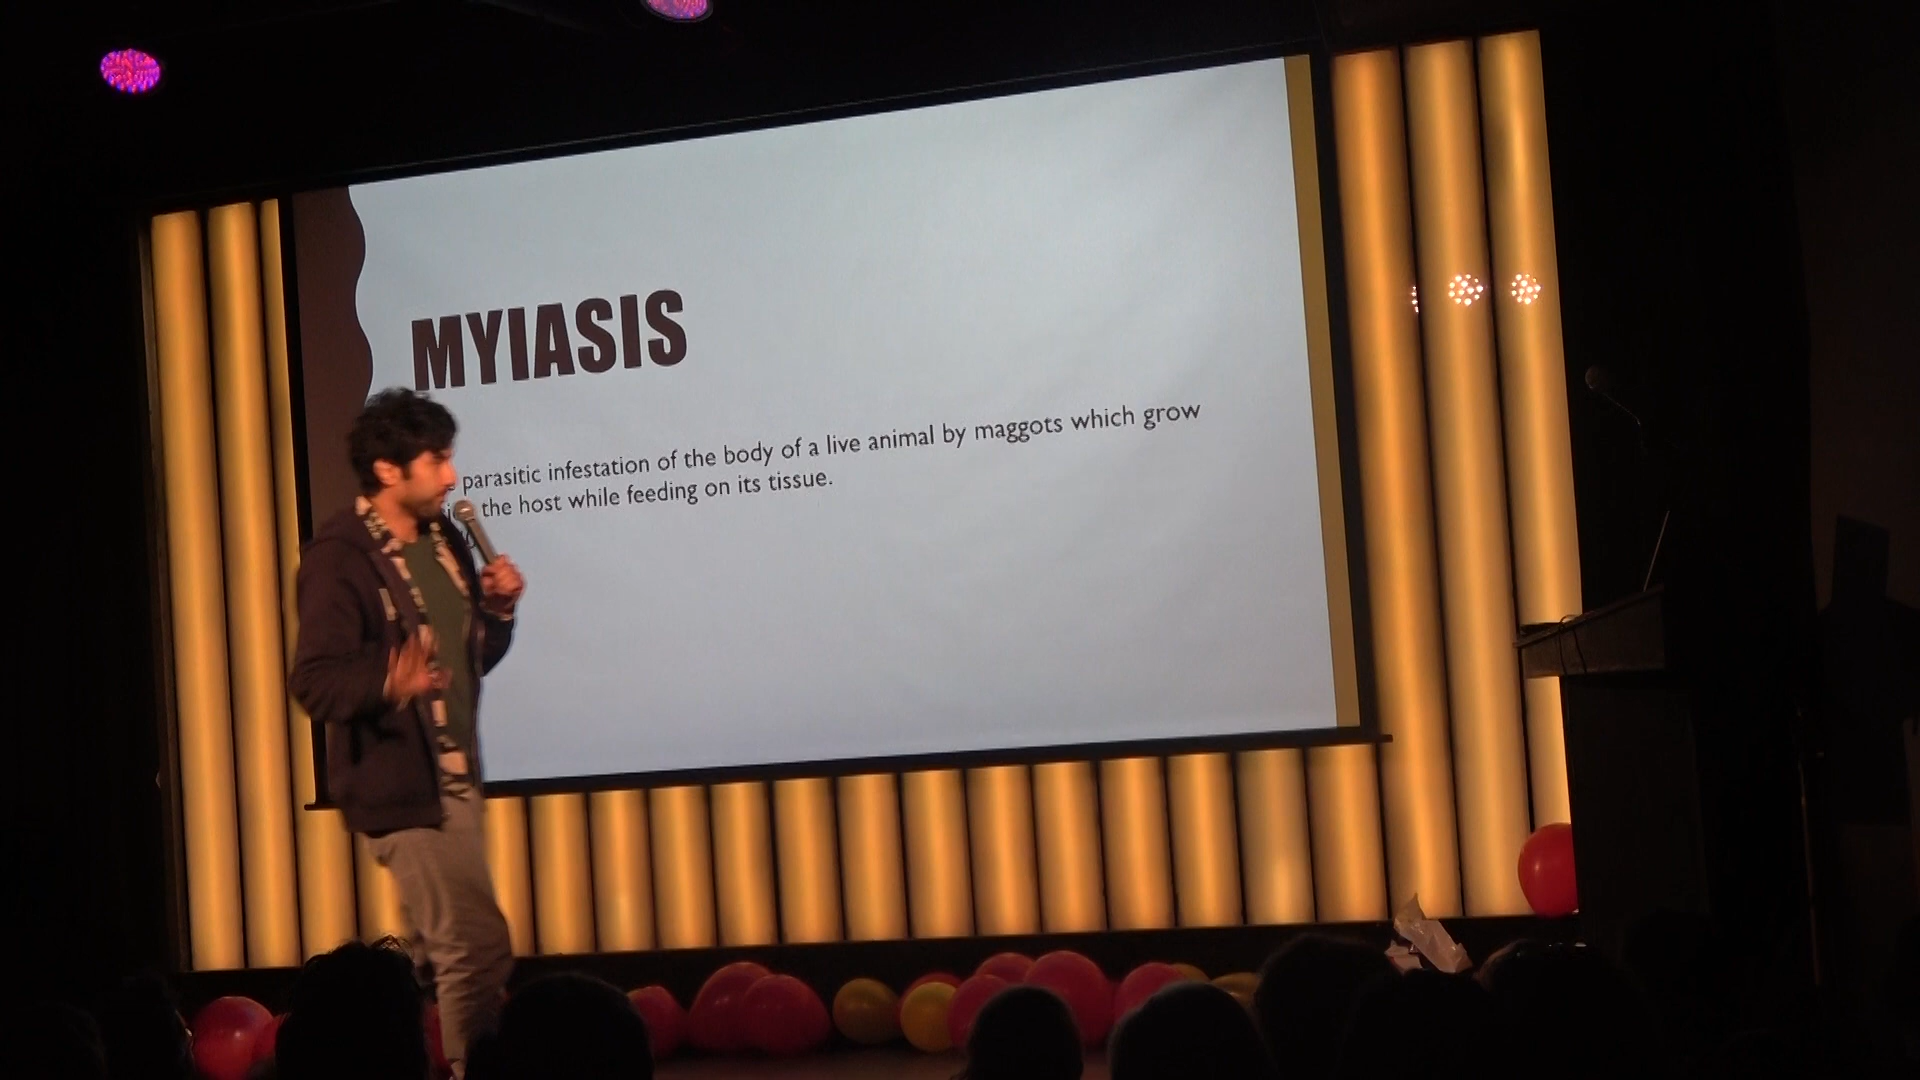 MYIASIS
parasitic infestation of the body of a live animal by maggots which grow
the host while feeding on its tissue.